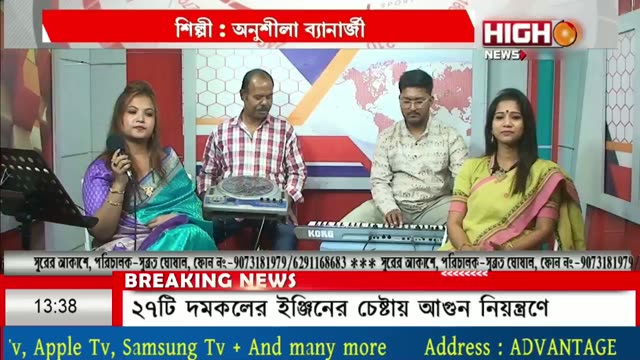 শিল্পী : অনুশীলা ব্যানার্জী
HIGH
NEWS
KORG
সুরের আকাশে, পরিচালক-সুব্রত ঘোষাল, ফোন নং-9073181979/6291168683 *** সুরের আকাশে, পরিচালক-সুব্রত ঘোষাল, ফোন নং-9073181979/
BREAKING NEWS
13:38
২৭টি দমকলের ইঞ্জিনের চেষ্টায় আগুন নিয়ন্ত্রণে
'v, Apple Tv, Samsung Tv + And many more Address : ADVANTAGE